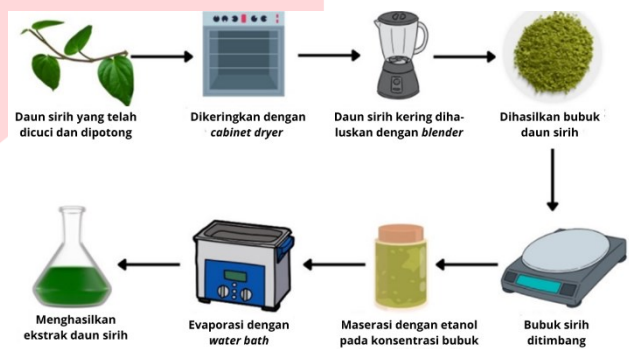 Daun sirih yang telah
dicuci dan dipotong
Dikeringkan dengan
cabinet dryer
Daun sirih kering diha-
luskan dengan blender
Dihasilkan bubuk
daun sirih
Menghasilkan
ekstrak daun sirih
Evaporasi dengan
water bath
Maserasi dengan etanol
pada konsentrasi bubuk
Bubuk sirih
ditimbang